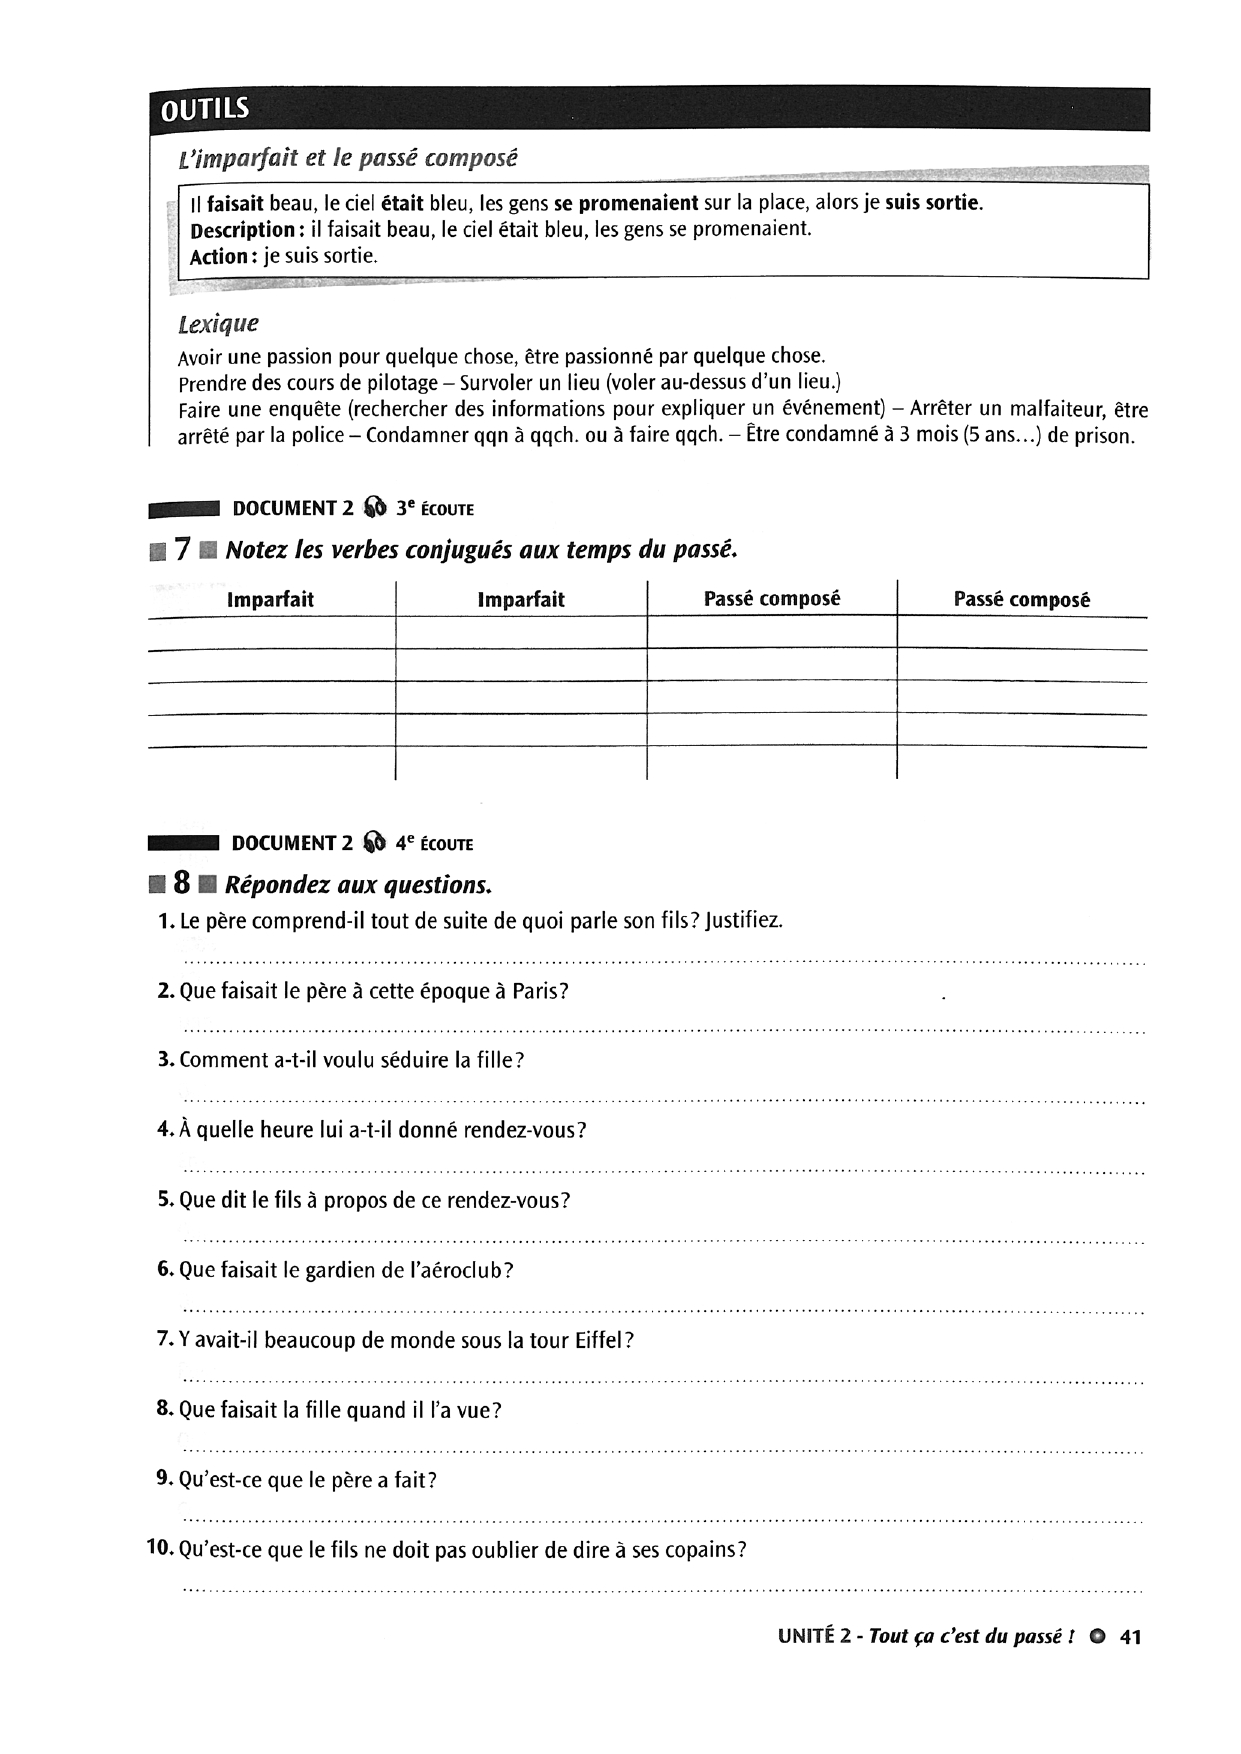 OUTILS
L'imparfait et le passé composé
Il faisait beau, le ciel était bleu, les gens se promenaient sur la place, alors je suis sortie.
Description : il faisait beau, le ciel était bleu, les gens se promenaient.
Action : je suis sortie.
Lexique
Avoir une passion pour quelque chose, être passionné par quelque chose.
Prendre des cours de pilotage – Survoler un lieu (voler au-dessus d'un lieu.)
Faire une enquête (rechercher des informations pour expliquer un événement) – Arrêter un malfaiteur, être
arrêté par la police – Condamner qqn à qqch. ou à faire qqch. – Être condamné à 3 mois (5 ans...) de prison.
DOCUMENT 2 3e ÉCOUTE
7 Notez les verbes conjugués aux temps du passé.
Imparfait Imparfait Passé composé Passé composé
DOCUMENT 2 4e ÉCOUTE
8 Répondez aux questions.
1. Le père comprend-il tout de suite de quoi parle son fils? Justifiez.
2. Que faisait le père à cette époque à Paris?
3. Comment a-t-il voulu séduire la fille?
4. À quelle heure lui a-t-il donné rendez-vous?
5. Que dit le fils à propos de ce rendez-vous?
6. Que faisait le gardien de l'aéroclub?
7. Y avait-il beaucoup de monde sous la tour Eiffel?
8. Que faisait la fille quand il l'a vue?
9. Qu'est-ce que le père a fait?
10. Qu'est-ce que le fils ne doit pas oublier de dire à ses copains?
UNITÉ 2 - Tout ça c'est du passé ! 41